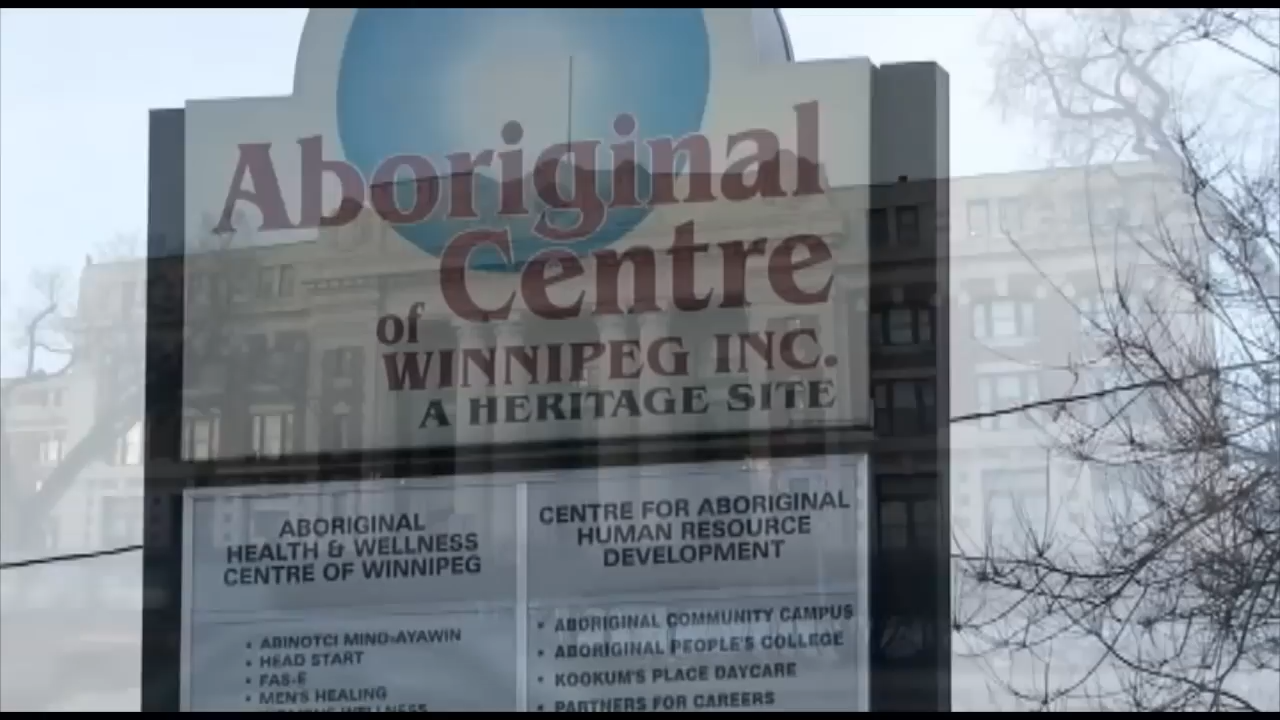 Aboriginal
Centre
of
WINNIPEG INC.
A HERITAGE SITE
ABORIGINAL
HEALTH & WELLNESS
CENTRE OF WINNIPEG
• ABINOTCI MINO-AYAWIN
• HEAD START
• FAS-E
• MEN'S HEALING
WOMEN'S WELLNESS
CENTRE FOR ABORIGINAL
HUMAN RESOURCE
DEVELOPMENT
• ABORIGINAL COMMUNITY CAMPUS
• ABORIGINAL PEOPLE'S COLLEGE
• KOOKUM'S PLACE DAYCARE
• PARTNERS FOR CAREERS